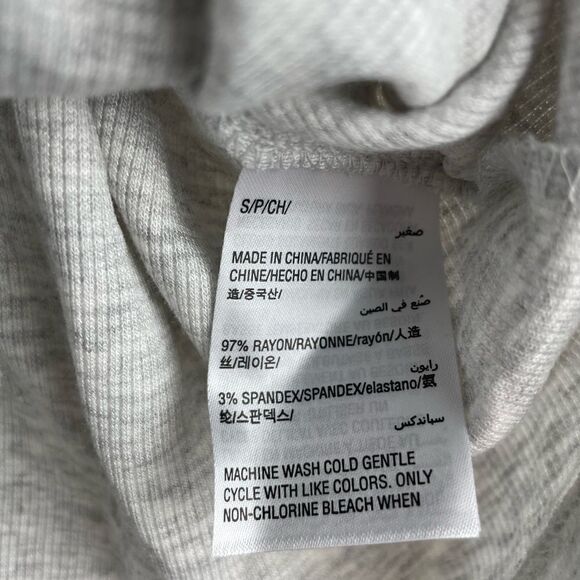 S/P/CH/
صغير
MADE IN CHINA/FABRIQUÉ EN
CHINE/HECHO EN CHINA/中国制
造/중국산/
صنع في الصين
97% RAYON/RAYONNE/rayón/人造
丝/레이온/
رايون
3% SPANDEX/SPANDEX/elastano/氨
纶/스판덱스/
سباندكس
MACHINE WASH COLD GENTLE
CYCLE WITH LIKE COLORS. ONLY
NON-CHLORINE BLEACH WHEN